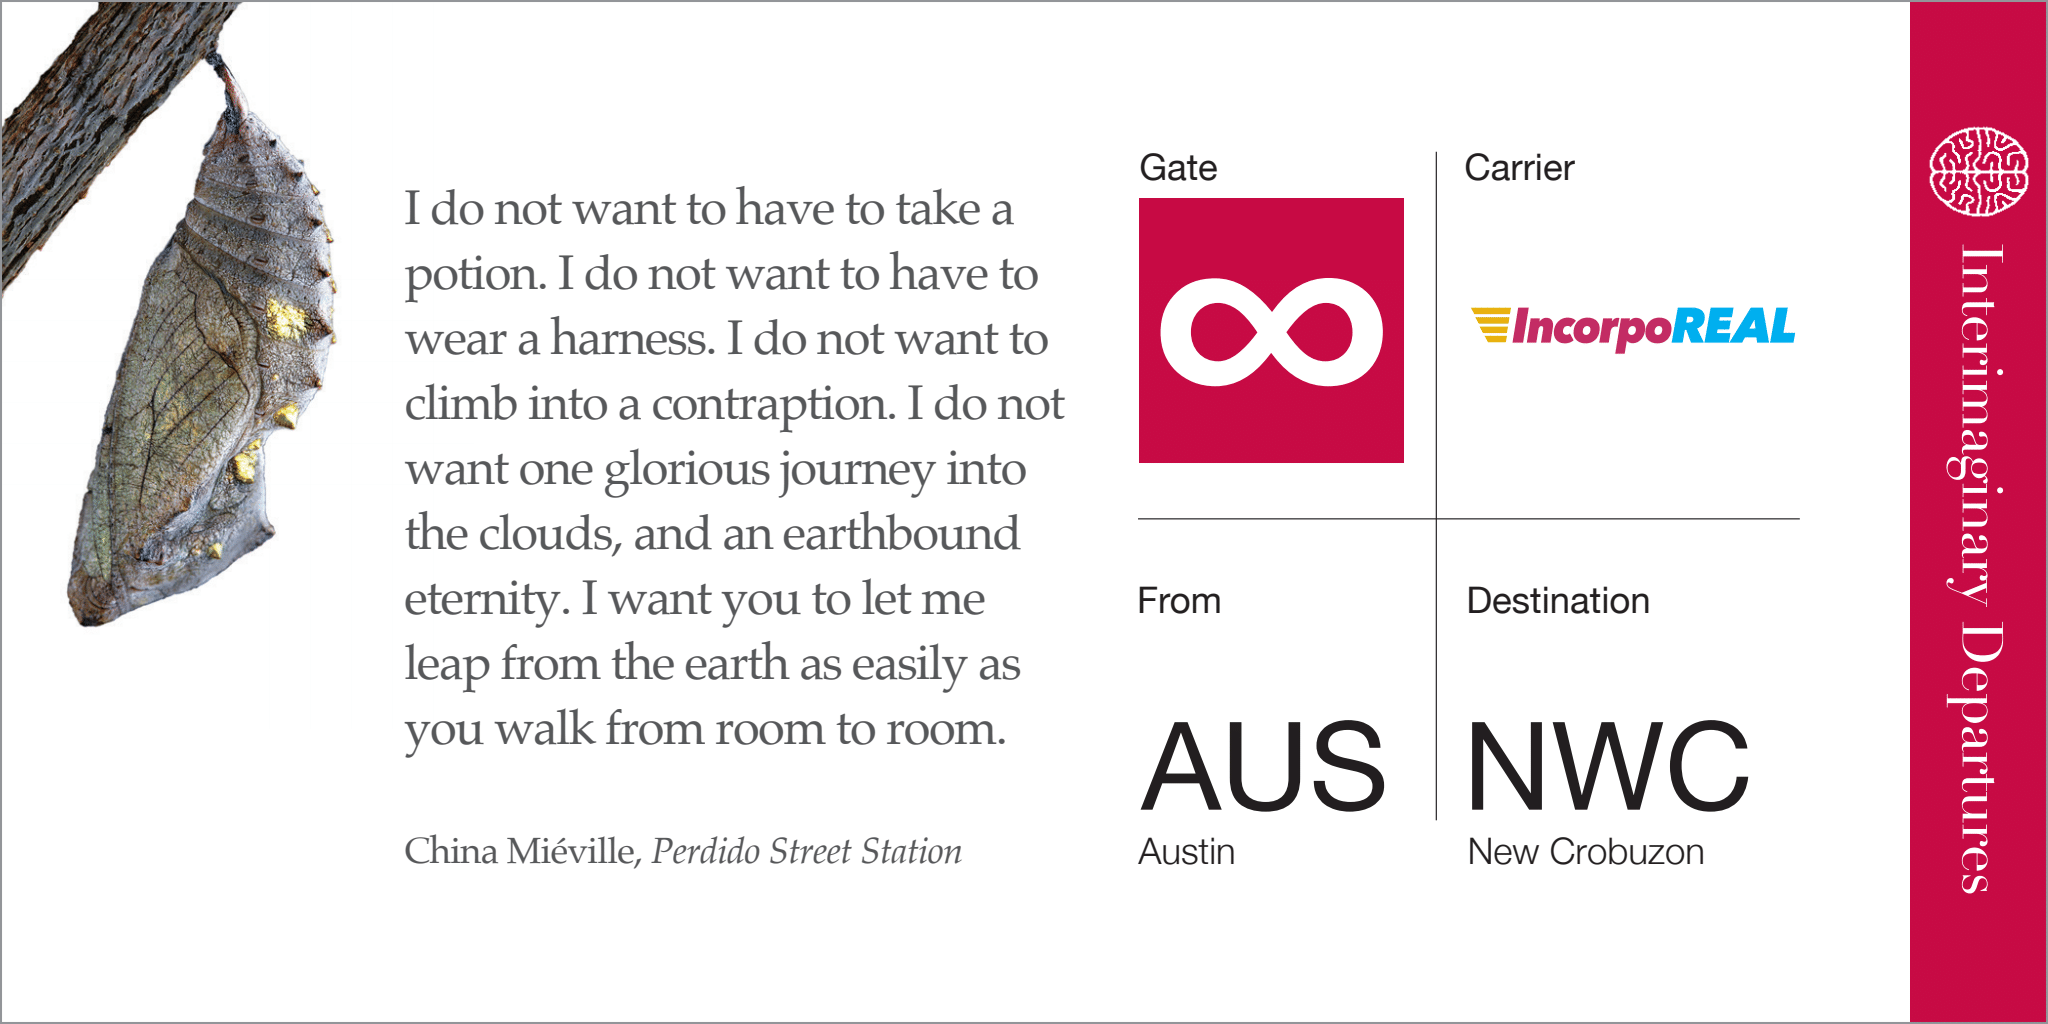 I do not want to have to take a
potion. I do not want to have to
wear a harness. I do not want to
climb into a contraption. I do not
want one glorious journey into
the clouds, and an earthbound
eternity. I want you to let me
leap from the earth as easily as
you walk from room to room.
China Miéville, Perdido Street Station
Gate
Carrier
IncorpoREAL
From
Destination
AUS
NWC
Austin
New Crobuzon
Interimaginary Departures